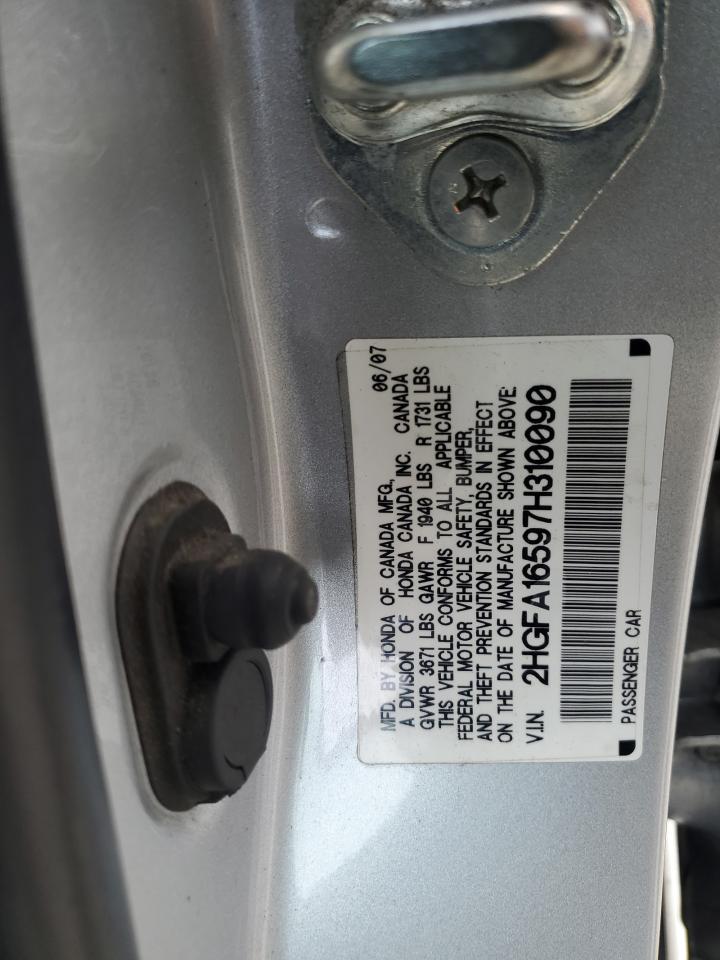 MFD. BY HONDA OF CANADA MFG, 06/07
A DIVISION OF HONDA CANADA INC. CANADA
GVWR 3671 LBS GAWR F 1940 LBS R 1731 LBS
THIS VEHICLE CONFORMS TO ALL APPLICABLE
FEDERAL MOTOR VEHICLE SAFETY, BUMPER,
AND THEFT PREVENTION STANDARDS IN EFFECT
ON THE DATE OF MANUFACTURE SHOWN ABOVE.
V.I.N. 2HGFA16597H310090
PASSENGER CAR